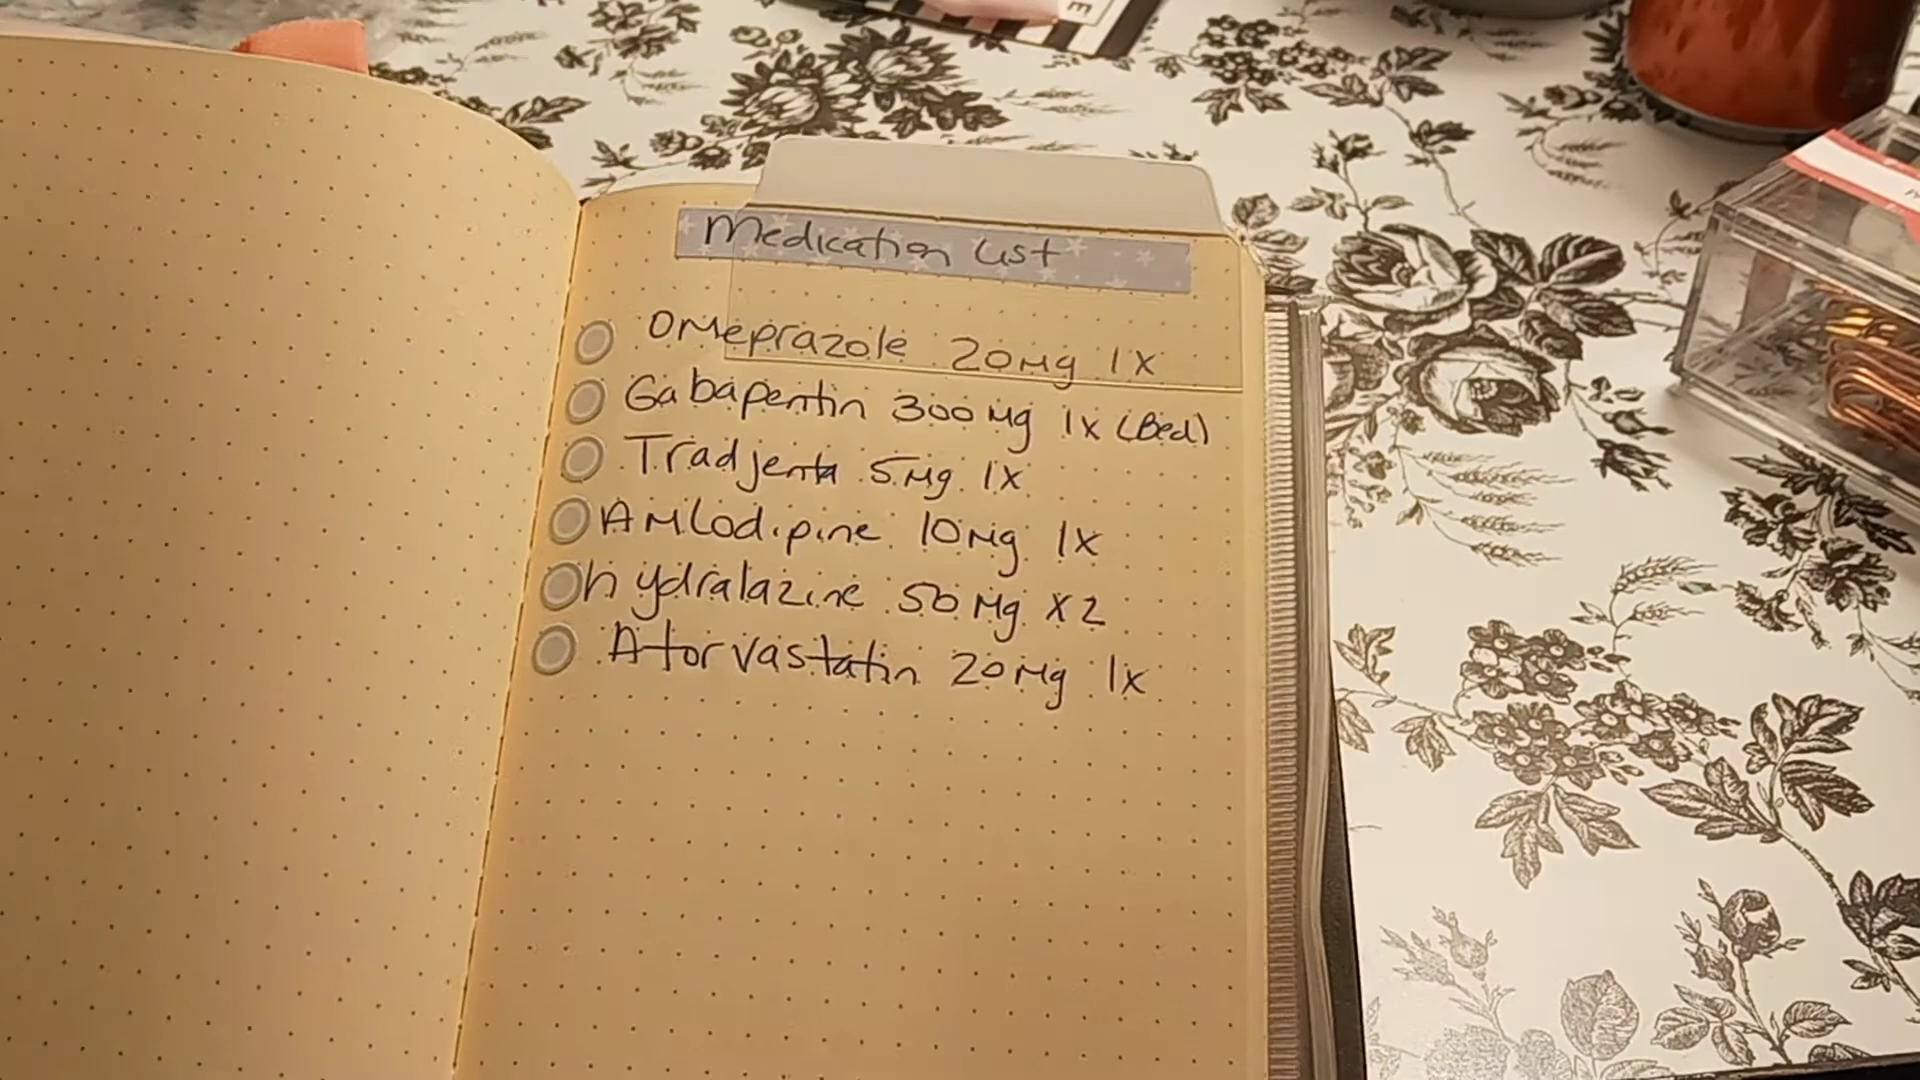 Medication List
Omeprazole 20mg 1x
Gabapentin 300mg 1x (Bed)
Tradjenta 5mg 1x
Amlodipine 10mg 1x
hydralazine 50mg x2
Atorvastatin 20mg 1x